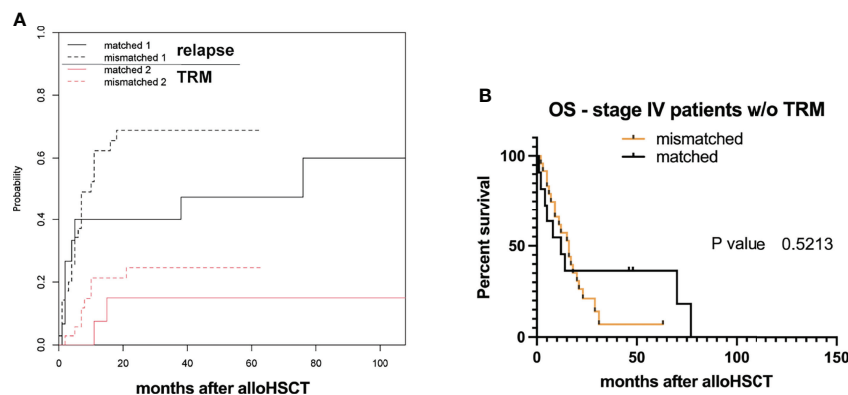 A
1.0
0.8
0.6
0.4
0.2
0.0
Probability
matched 1
mismatched 1
relapse
matched 2
mismatched 2
TRM
0 20 40 60 80 100
months after alloHSCT
B
OS - stage IV patients w/o TRM
mismatched
matched
100
50
0
Percent survival
P value 0.5213
0 50 100 150
months after alloHSCT